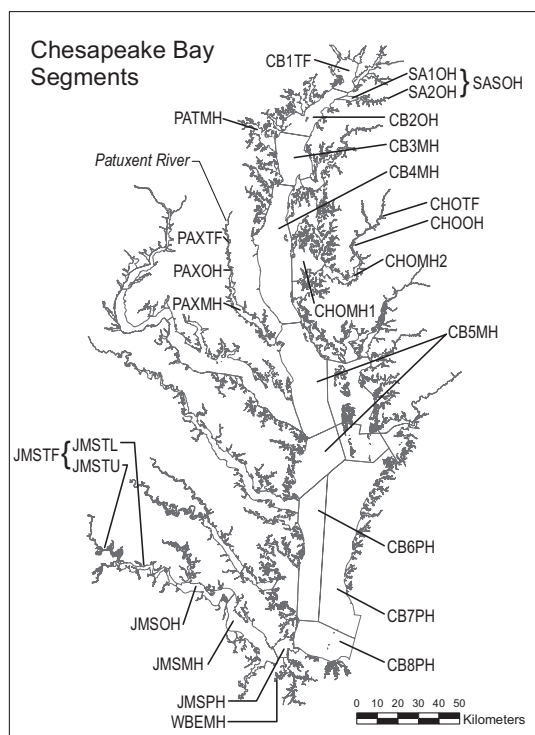 Chesapeake Bay
Segments
CB1TF
SA1OH
SA2OH
SASOH
PATMH
CB2OH
CB3MH
Patuxent River
CB4MH
CHOTF
CHOOH
PAXTF
CHOMH2
PAXOH
PAXMH
CHOMH1
CB5MH
JMSTF
JMSTL
JMSTU
CB6PH
JMSOH
CB7PH
JMSMH
CB8PH
JMSPH
WBEMH
0 10 20 30 40 50
Kilometers